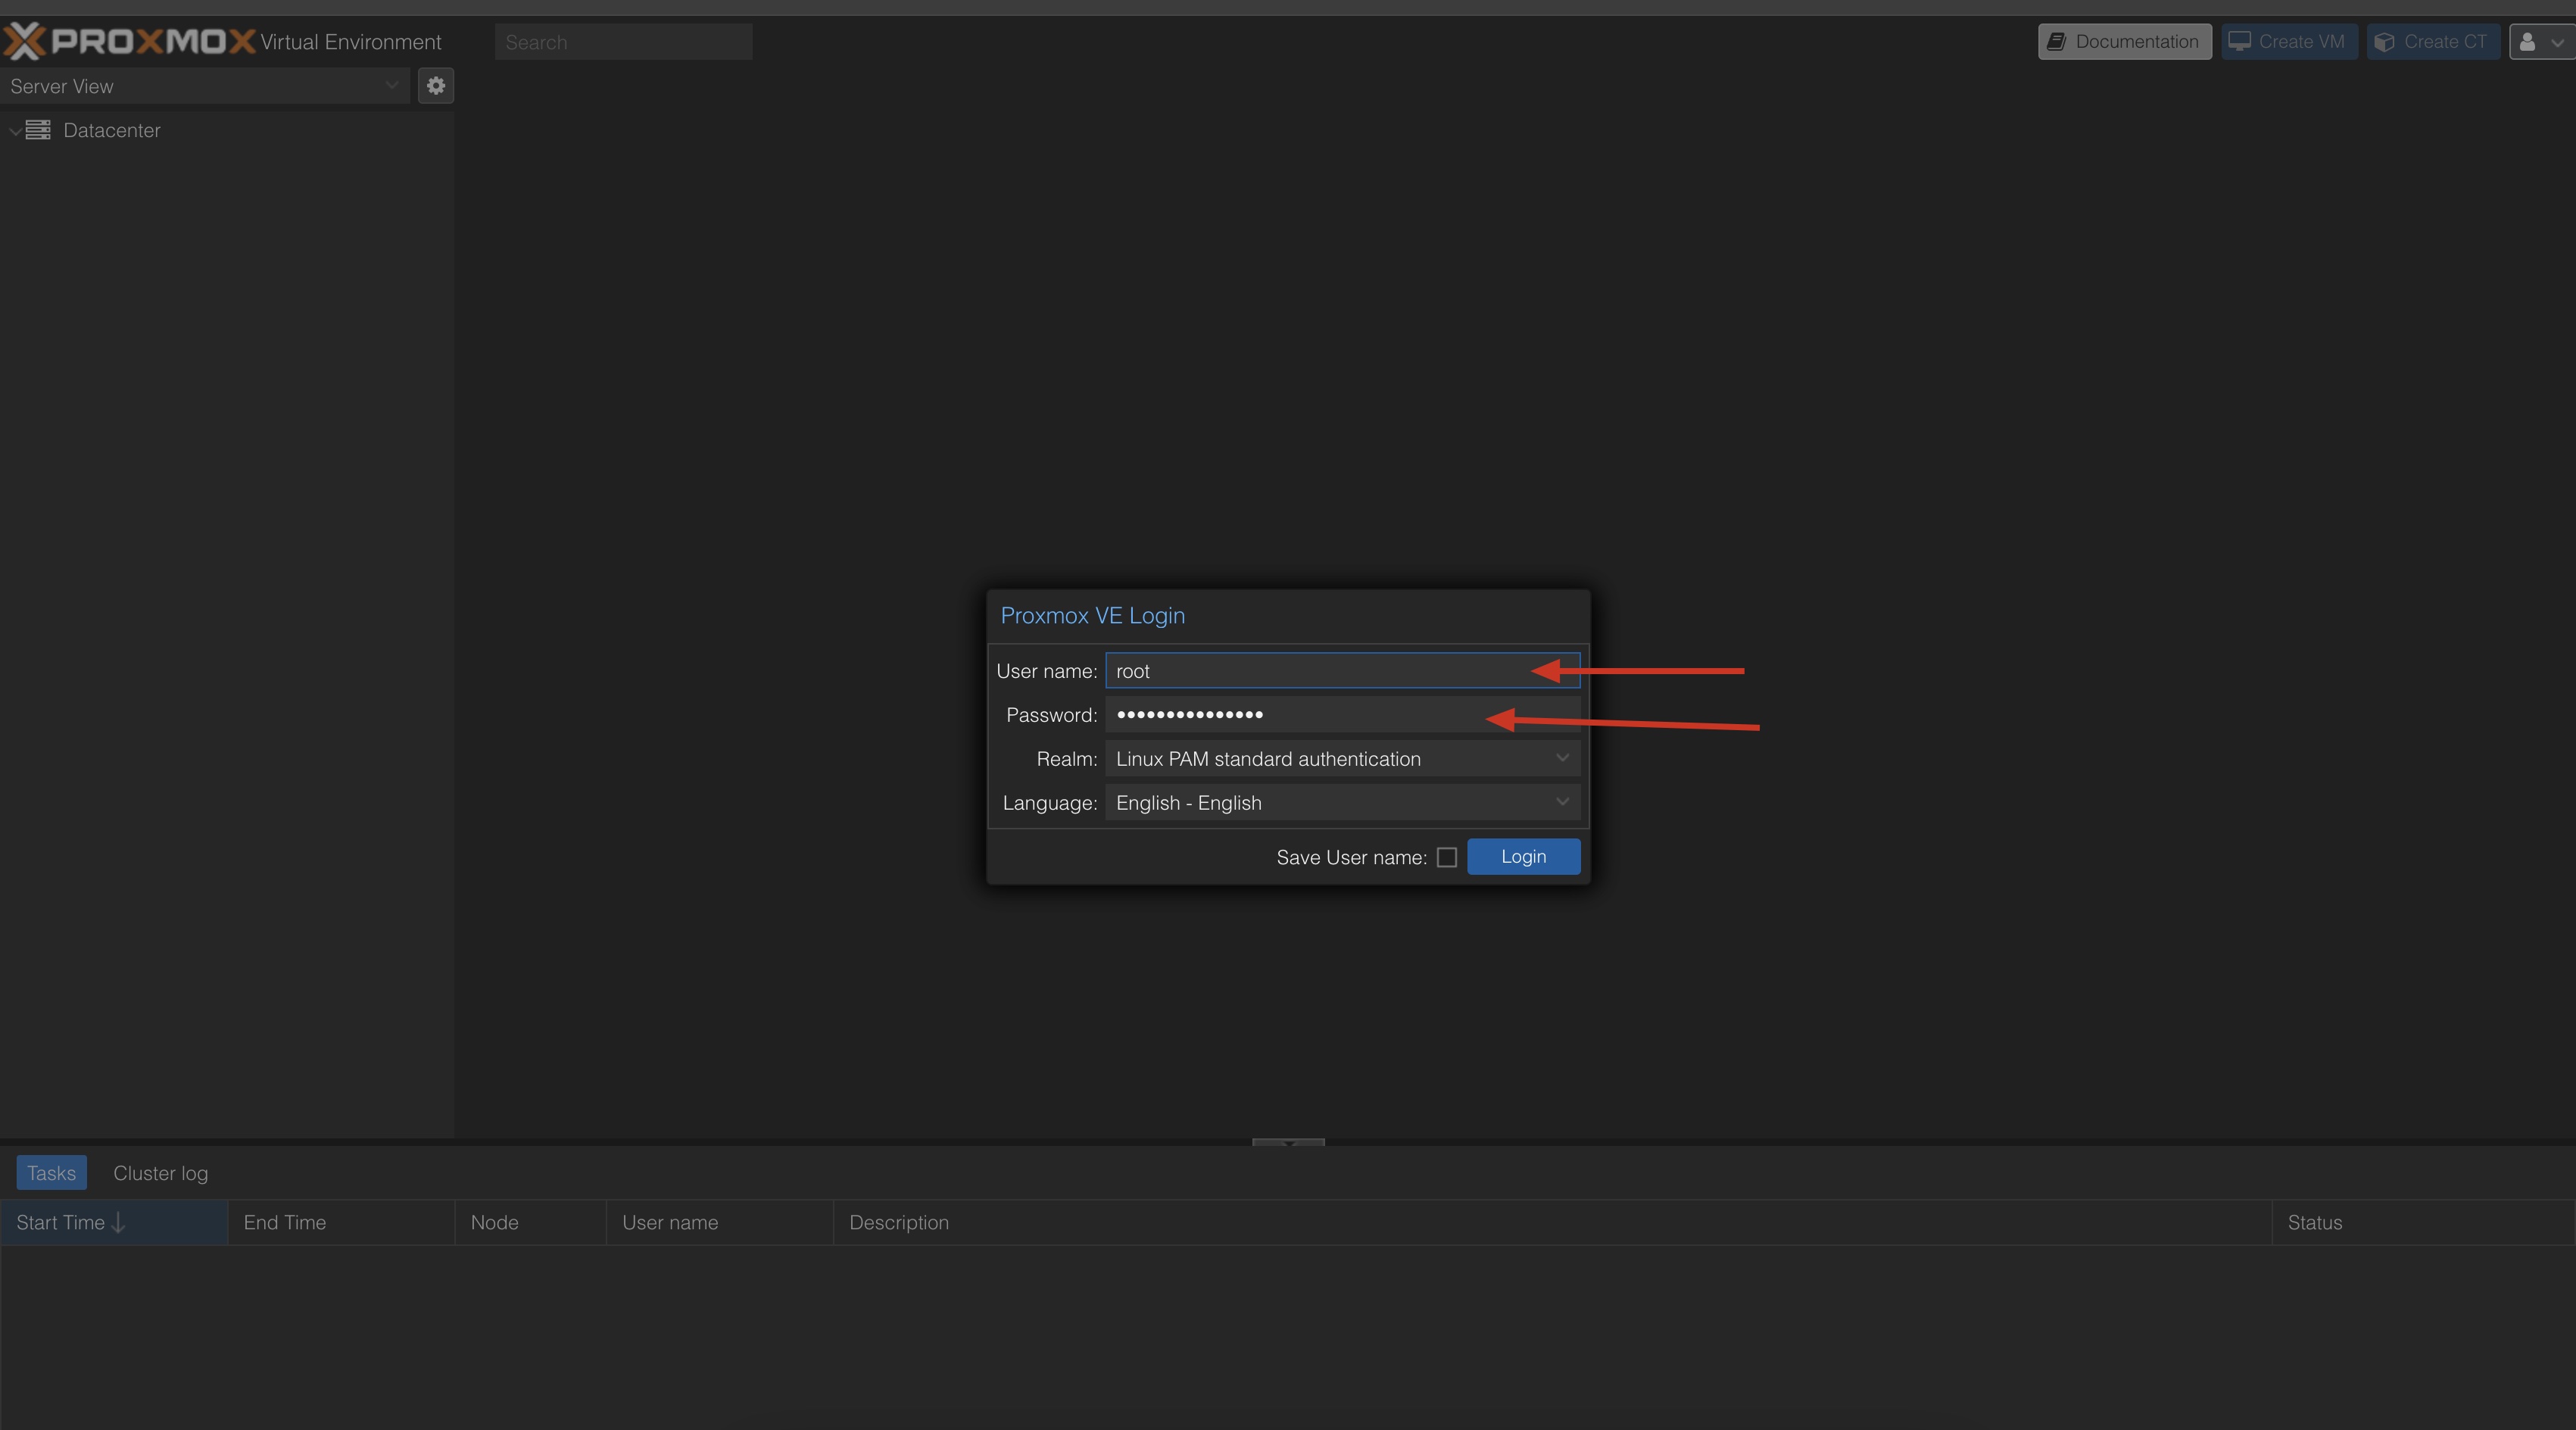 PROXMOX Virtual Environment Search Documentation Create VM Create CT
Server View
Datacenter
Proxmox VE Login
User name: root
Password: •••••••••••••••
Realm: Linux PAM standard authentication
Language: English - English
Save User name: Login
Tasks Cluster log
Start Time End Time Node User name Description Status